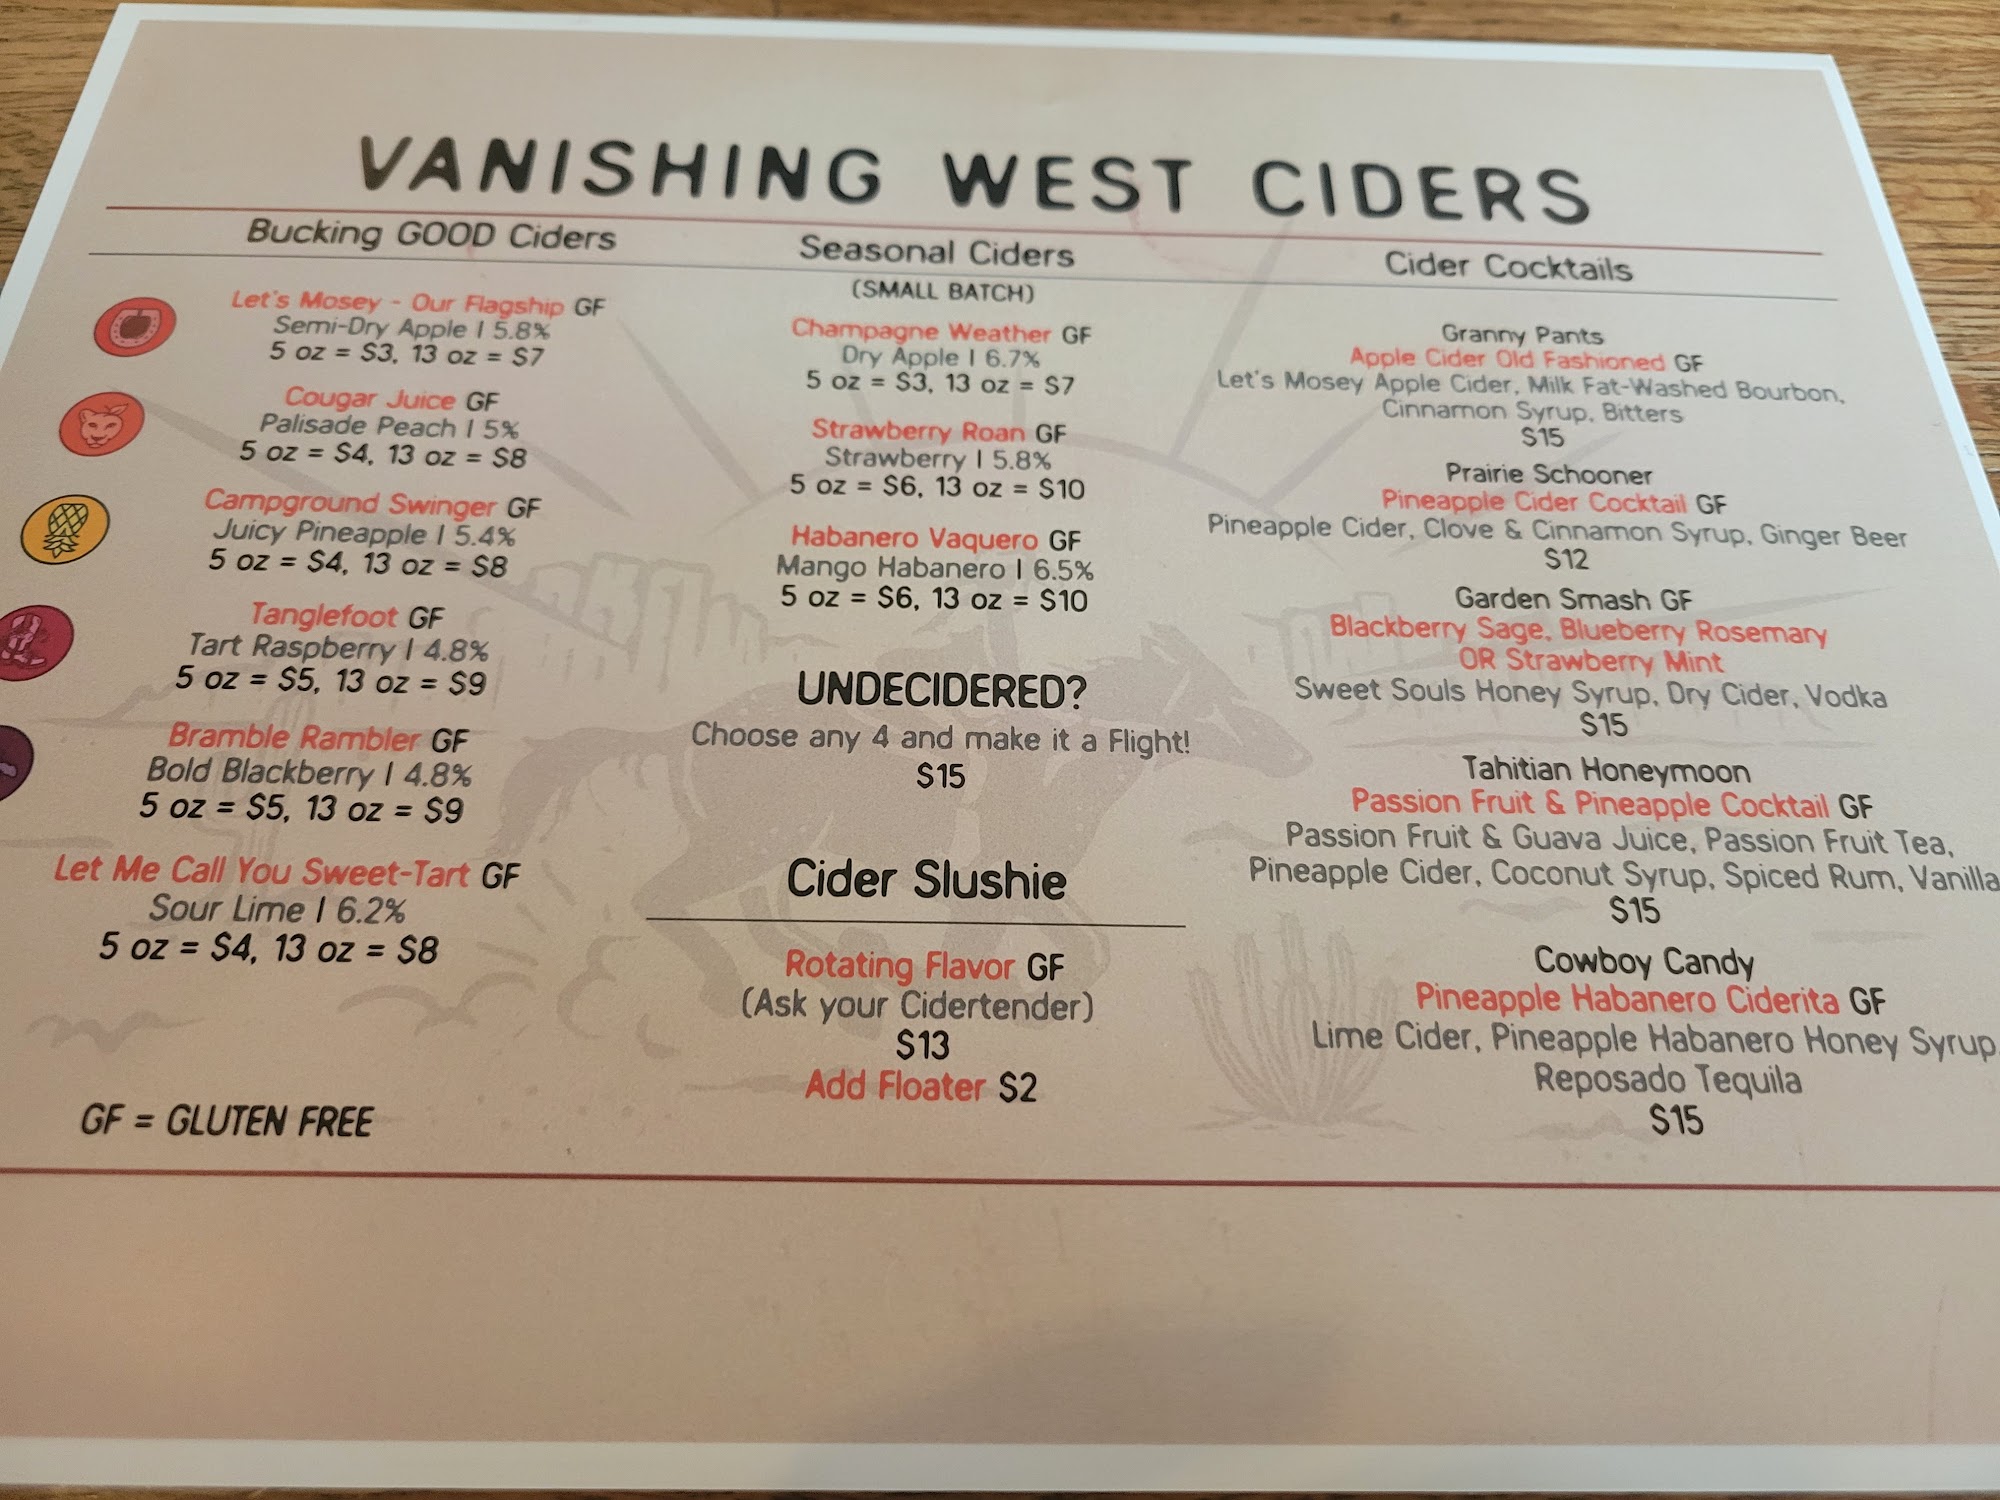 VANISHING WEST CIDERS
Bucking GOOD Ciders
Let's Mosey - Our Flagship GF
Semi-Dry Apple | 5.8%
5 oz = $3, 13 oz = $7
Cougar Juice GF
Palisade Peach | 5%
5 oz = $4, 13 oz = $8
Campground Swinger GF
Juicy Pineapple | 5.4%
5 oz = $4, 13 oz = $8
Tanglefoot GF
Tart Raspberry | 4.8%
5 oz = $5, 13 oz = $9
Bramble Rambler GF
Bold Blackberry | 4.8%
5 oz = $5, 13 oz = $9
Let Me Call You Sweet-Tart GF
Sour Lime | 6.2%
5 oz = $4, 13 oz = $8
GF = GLUTEN FREE
Seasonal Ciders
(SMALL BATCH)
Champagne Weather GF
Dry Apple | 6.7%
5 oz = $3, 13 oz = $7
Strawberry Roan GF
Strawberry | 5.8%
5 oz = $6, 13 oz = $10
Habanero Vaquero GF
Mango Habanero | 6.5%
5 oz = $6, 13 oz = $10
UNDECIDERED?
Choose any 4 and make it a Flight!
$15
Cider Slushie
Rotating Flavor GF
(Ask your Cidertender)
$13
Add Floater $2
Cider Cocktails
Granny Pants
Apple Cider Old Fashioned GF
Let's Mosey Apple Cider, Milk Fat-Washed Bourbon,
Cinnamon Syrup, Bitters
$15
Prairie Schooner
Pineapple Cider Cocktail GF
Pineapple Cider, Clove & Cinnamon Syrup, Ginger Beer
$12
Garden Smash GF
Blackberry Sage, Blueberry Rosemary
OR Strawberry Mint
Sweet Souls Honey Syrup, Dry Cider, Vodka
$15
Tahitian Honeymoon
Passion Fruit & Pineapple Cocktail GF
Passion Fruit & Guava Juice, Passion Fruit Tea,
Pineapple Cider, Coconut Syrup, Spiced Rum, Vanilla
$15
Cowboy Candy
Pineapple Habanero Ciderita GF
Lime Cider, Pineapple Habanero Honey Syrup,
Reposado Tequila
$15